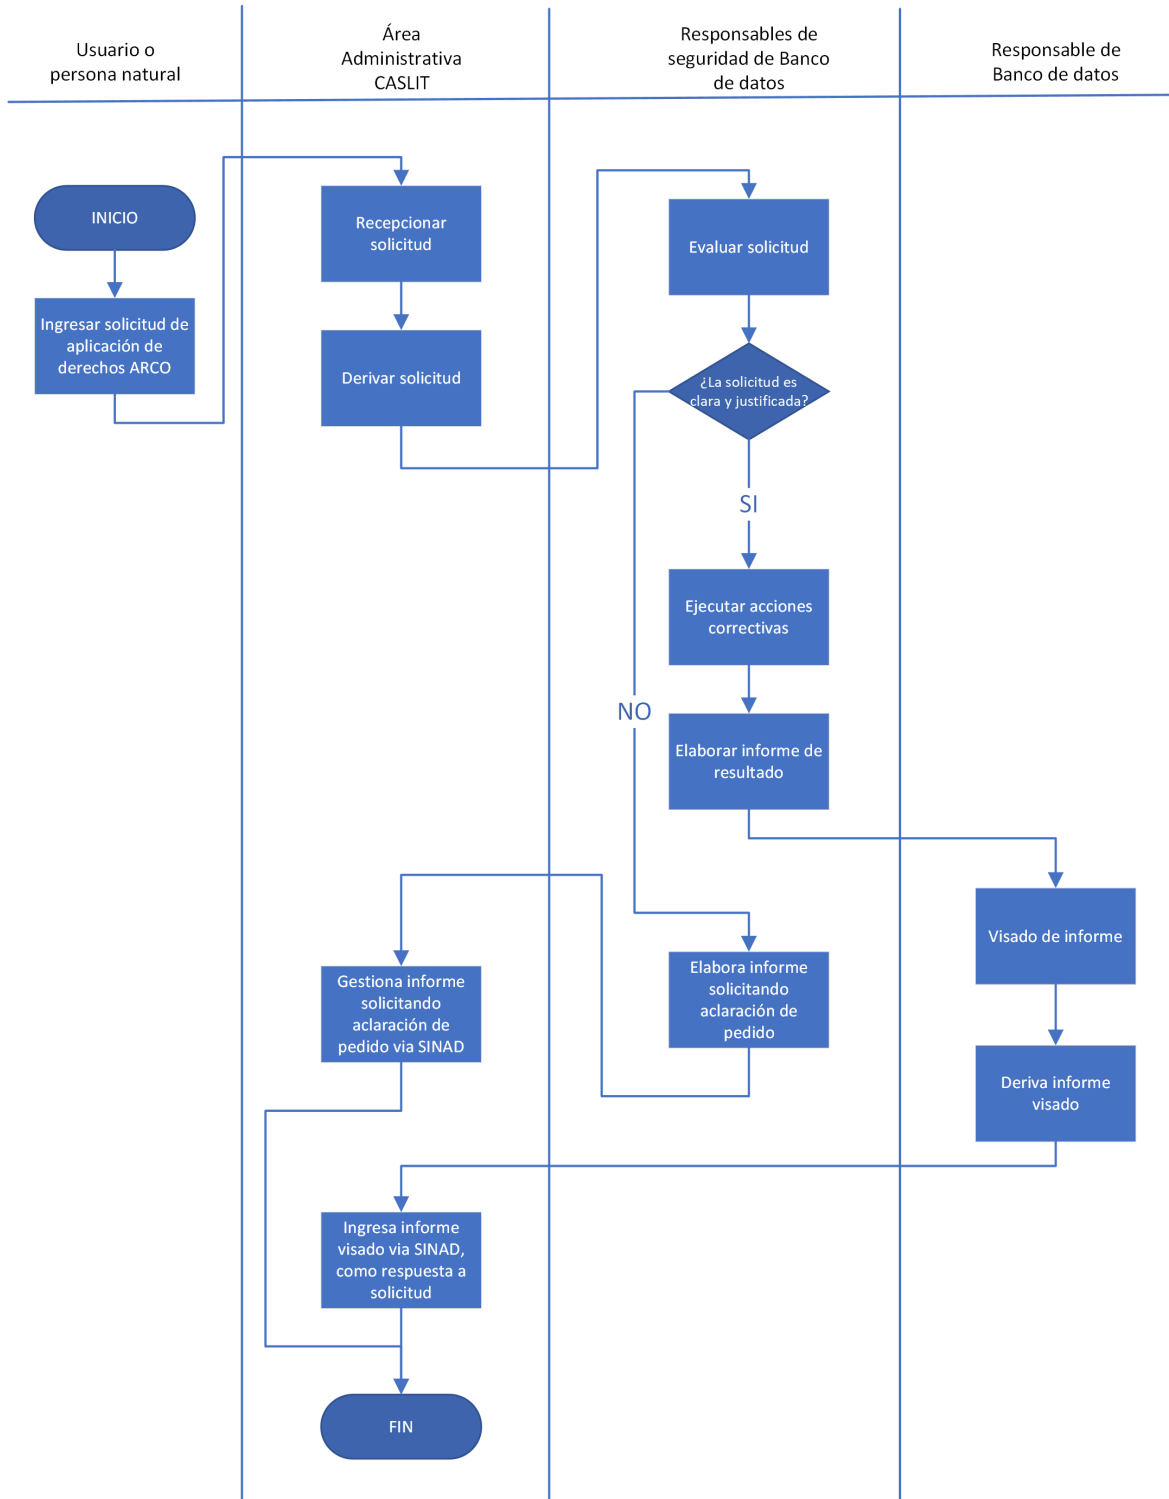 Usuario o
persona natural
Área
Administrativa
CASLIT
Responsables de
seguridad de Banco
de datos
Responsable de
Banco de datos
INICIO
Ingresar solicitud de
aplicación de
derechos ARCO
Recepcionar
solicitud
Derivar solicitud
Evaluar solicitud
¿La solicitud es
clara y justificada?
SI
Ejecutar acciones
correctivas
NO
Elaborar informe de
resultado
Visado de informe
Elabora informe
solicitando
aclaración de
pedido
Gestiona informe
solicitando
aclaración de
pedido via SINAD
Deriva informe
visado
Ingresa informe
visado via SINAD,
como respuesta a
solicitud
FIN